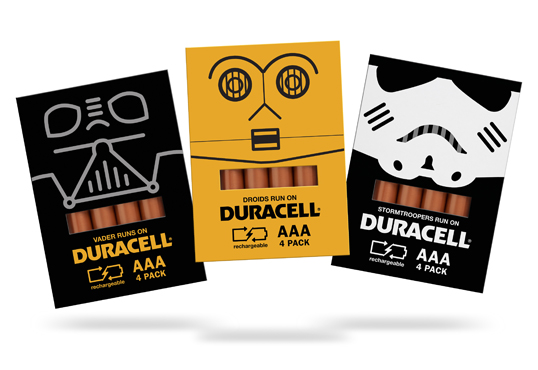 VADER RUNS ON
DURACELL
rechargeable
AAA
4 PACK
DROIDS RUN ON
DURACELL
rechargeable
AAA
4 PACK
STORMTROOPERS RUN ON
DURACELL
rechargeable
AAA
4 PACK